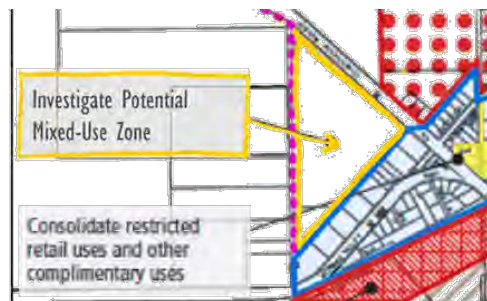 Investigate Potential
Mixed-Use Zone
Consolidate restricted
retail uses and other
complimentary uses